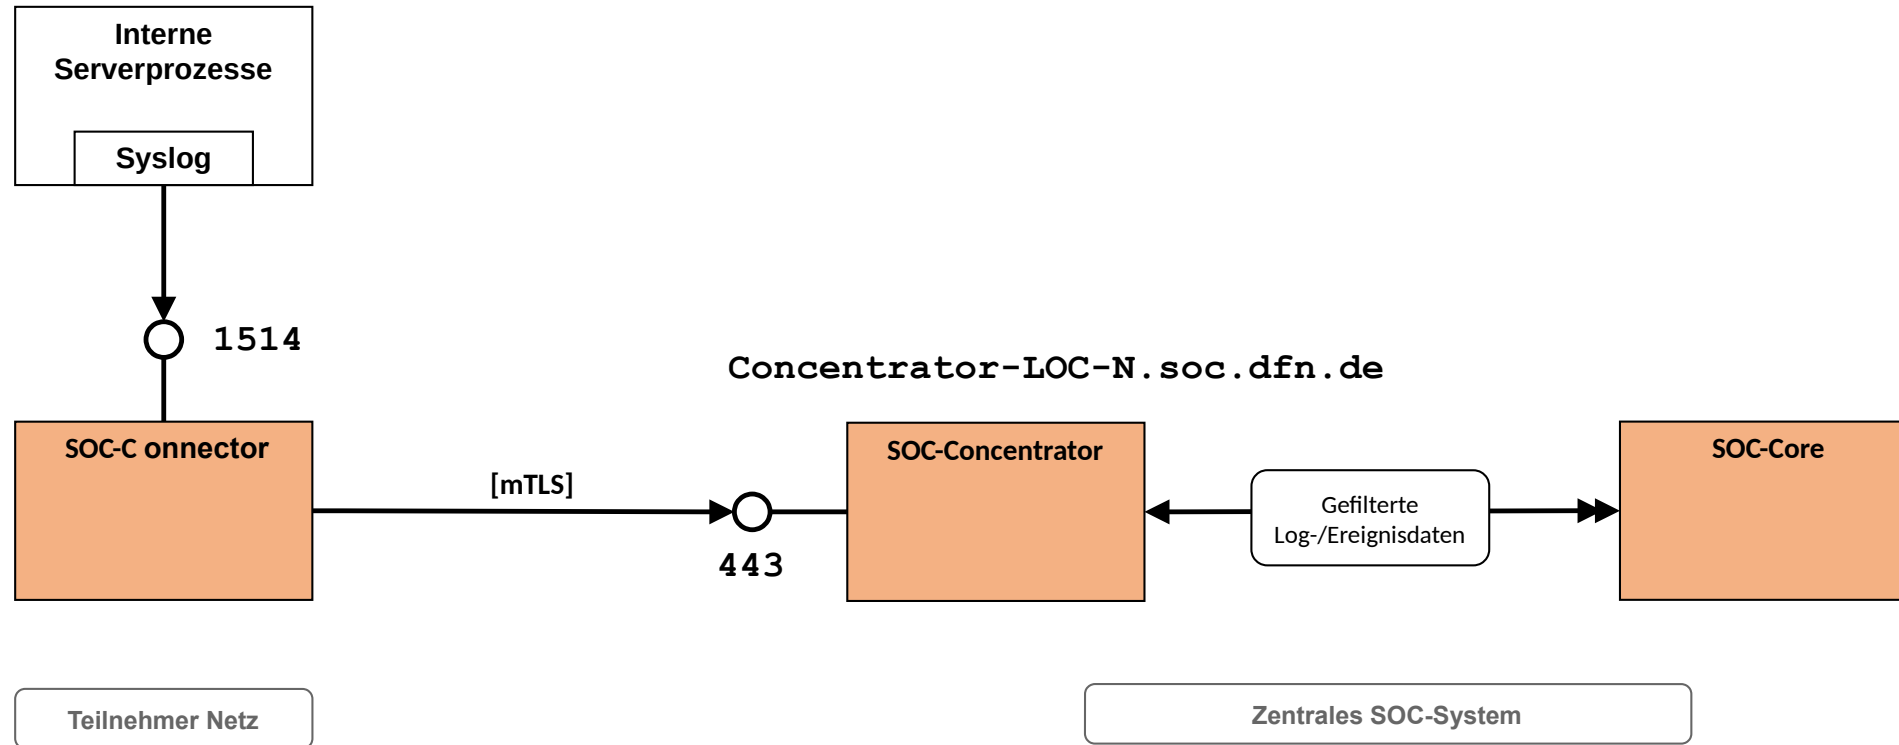 Interne
Serverprozesse
Syslog
1514
Concentrator-LOC-N.soc.dfn.de
SOC-C onnector
[mTLS]
443
SOC-Concentrator
Gefilterte
Log-/Ereignisdaten
SOC-Core
Teilnehmer Netz
Zentrales SOC-System